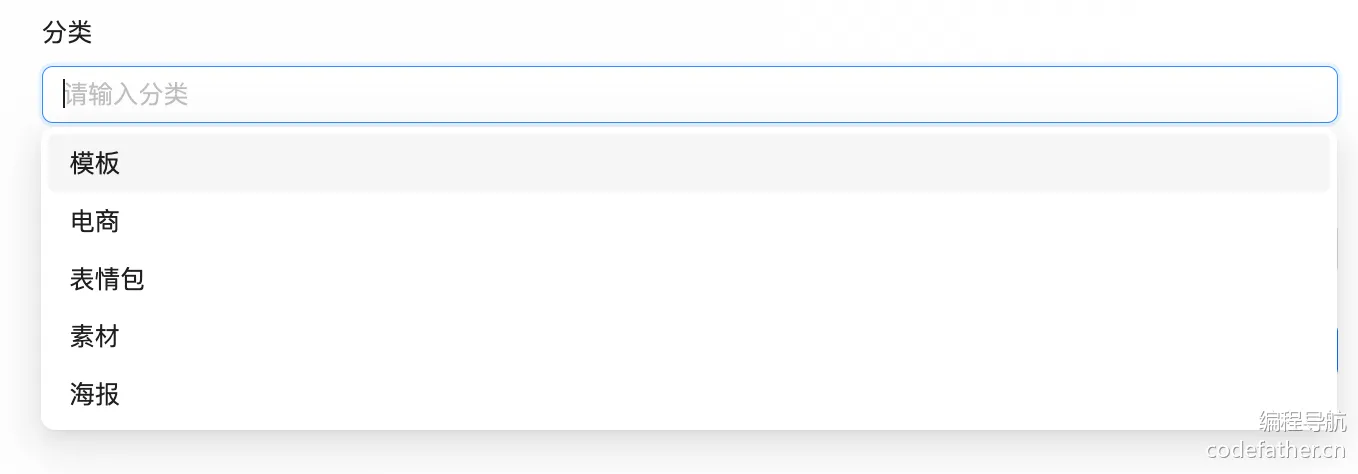 分类
请输入分类
模板
电商
表情包
素材
海报
编程导航
codefather.cn